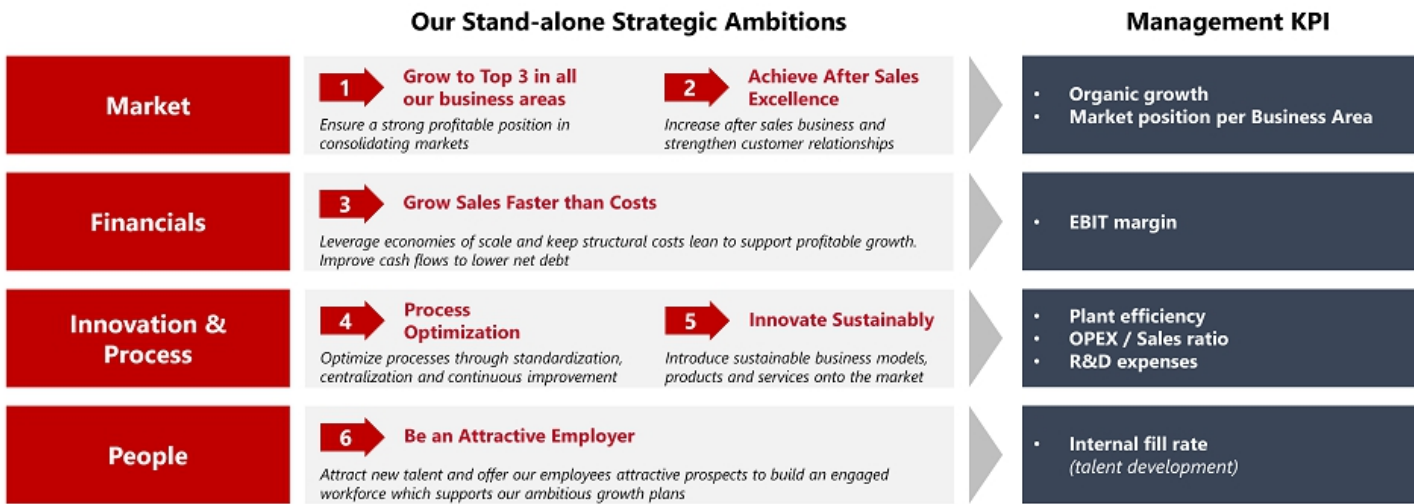 Our Stand-alone Strategic Ambitions
Management KPI
Market
1
Grow to Top 3 in all
our business areas
Ensure a strong profitable position in
consolidating markets
2
Achieve After Sales
Excellence
Increase after sales business and
strengthen customer relationships
• Organic growth
• Market position per Business Area
Financials
3
Grow Sales Faster than Costs
Leverage economies of scale and keep structural costs lean to support profitable growth.
Improve cash flows to lower net debt
• EBIT margin
Innovation &
Process
4
Process
Optimization
Optimize processes through standardization,
centralization and continuous improvement
5
Innovate Sustainably
Introduce sustainable business models,
products and services onto the market
• Plant efficiency
• OPEX / Sales ratio
• R&D expenses
People
6
Be an Attractive Employer
Attract new talent and offer our employees attractive prospects to build an engaged
workforce which supports our ambitious growth plans
• Internal fill rate
(talent development)